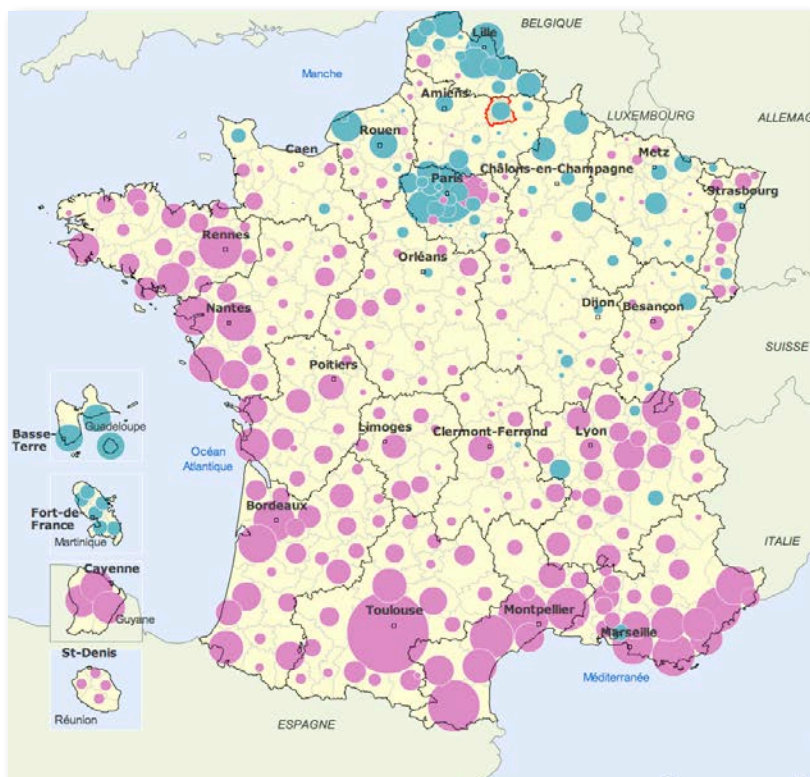 BELGIQUE
Lille
Manche
Amiens
LUXEMBOURG
ALLEMAG
Rouen
Caen
Metz
Châlons-en-Champagne
Paris
Strasbourg
Rennes
Orléans
Nantes
Dijon
Besançon
SUISSE
Poitiers
Guadeloupe
Basse-
Terre
Limoges
Clermont-Ferrand
Lyon
Océan
Atlantique
Bordeaux
Fort-de-
France
Martinique
ITALIE
Cayenne
Guyane
Toulouse
Montpellier
Marseille
St-Denis
Réunion
Méditerranée
ESPAGNE